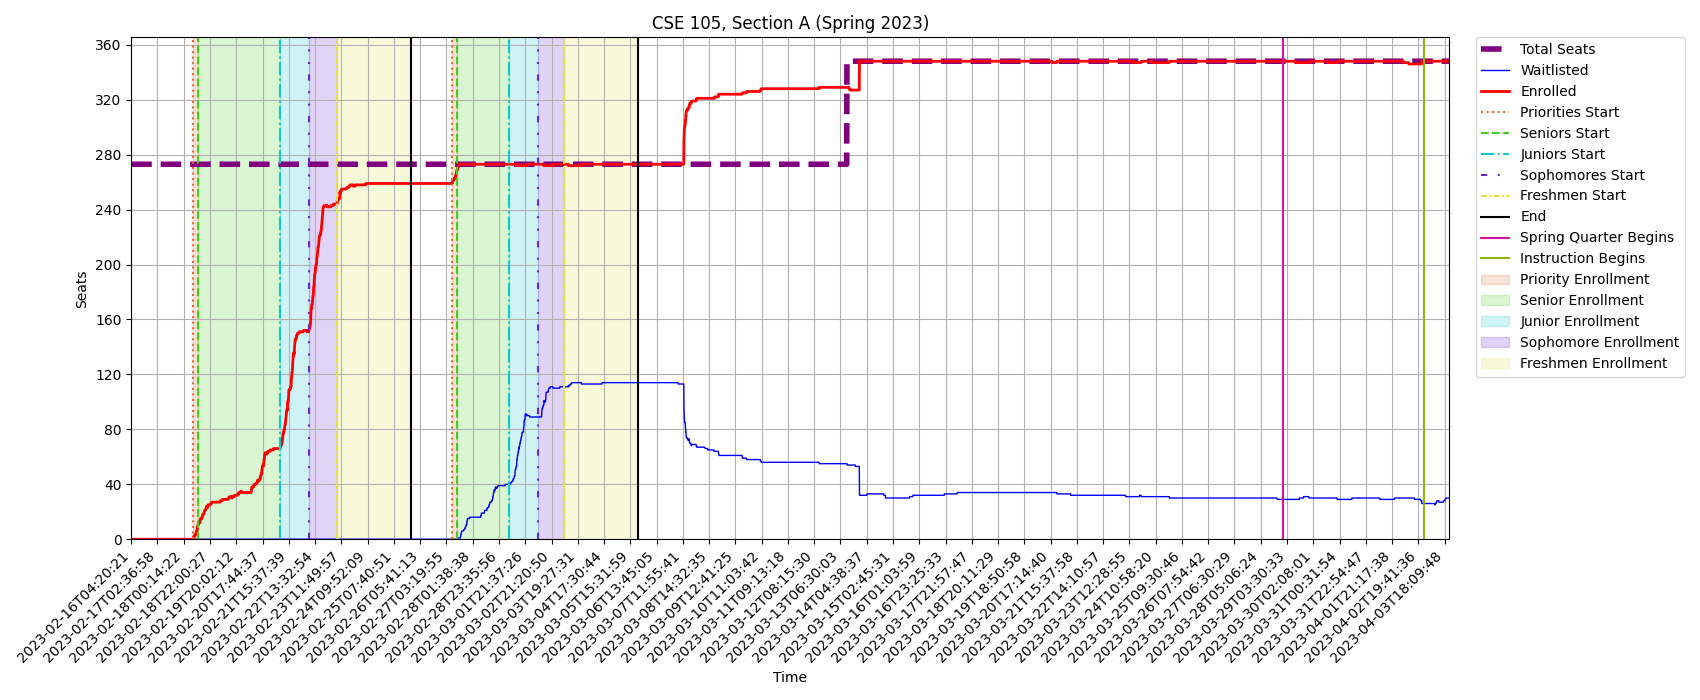 CSE 105, Section A (Spring 2023)
360
320
280
240
200
160
120
80
40
0
Seats
2023-02-16T04:20:21
2023-02-17T02:36:58
2023-02-18T00:14:22
2023-02-18T22:00:27
2023-02-19T20:02:12
2023-02-20T17:44:37
2023-02-21T15:37:39
2023-02-22T13:32:54
2023-02-23T11:49:57
2023-02-24T09:52:09
2023-02-25T07:40:51
2023-02-26T05:41:13
2023-02-27T03:19:55
2023-02-28T01:38:38
2023-02-28T23:35:56
2023-03-01T21:37:26
2023-03-02T21:20:50
2023-03-03T19:27:31
2023-03-04T17:30:44
2023-03-05T15:31:59
2023-03-06T13:45:05
2023-03-07T11:55:41
2023-03-08T14:32:35
2023-03-09T12:41:25
2023-03-10T11:03:42
2023-03-11T09:13:18
2023-03-12T08:15:30
2023-03-13T06:30:03
2023-03-14T04:38:37
2023-03-15T02:45:31
2023-03-16T01:03:59
2023-03-16T23:25:33
2023-03-17T21:57:47
2023-03-18T20:11:29
2023-03-19T18:50:58
2023-03-20T17:14:40
2023-03-21T15:37:58
2023-03-22T14:10:57
2023-03-23T12:28:55
2023-03-24T10:58:20
2023-03-25T09:30:46
2023-03-26T07:54:42
2023-03-27T06:30:29
2023-03-28T05:06:24
2023-03-29T03:30:33
2023-03-30T02:08:01
2023-03-31T00:31:54
2023-03-31T22:54:47
2023-04-01T21:17:38
2023-04-02T19:41:36
2023-04-03T18:09:48
Time
Total Seats
Waitlisted
Enrolled
Priorities Start
Seniors Start
Juniors Start
Sophomores Start
Freshmen Start
End
Spring Quarter Begins
Instruction Begins
Priority Enrollment
Senior Enrollment
Junior Enrollment
Sophomore Enrollment
Freshmen Enrollment